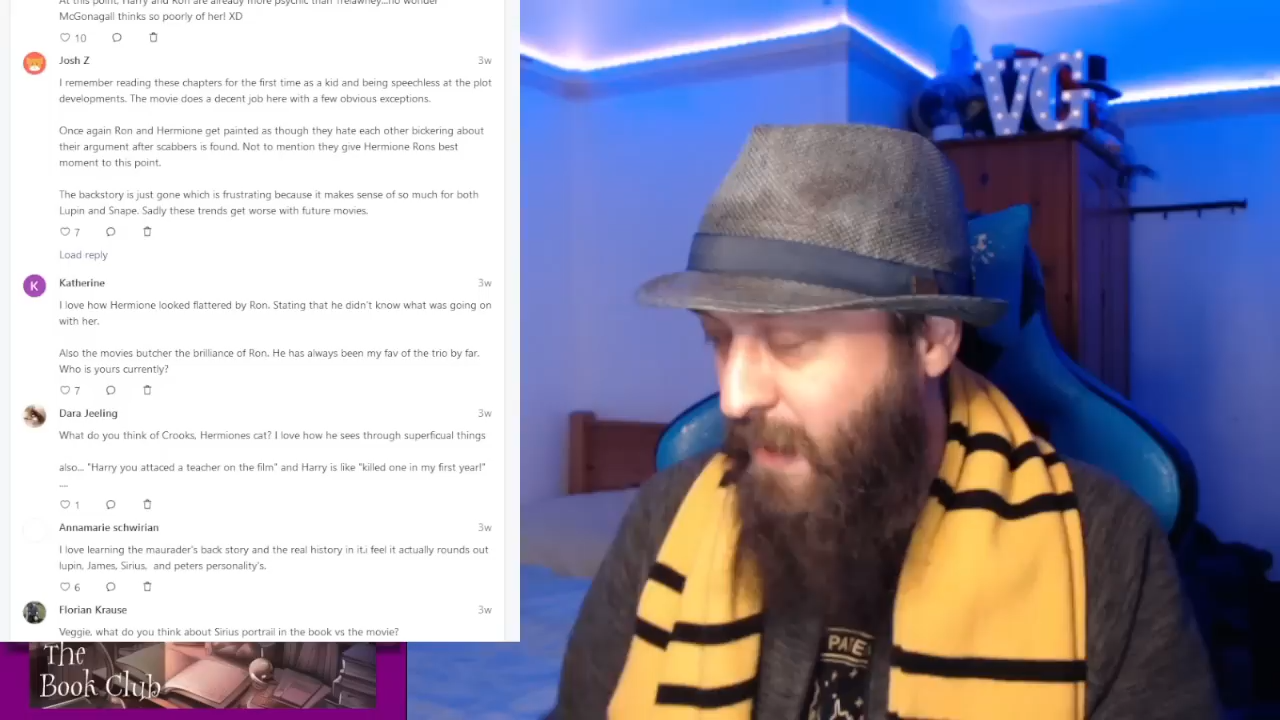 At this point, Harry and Ron are already more psychic than Trelawney...no wonder
McGonagall thinks so poorly of her! XD
10
Josh Z
3w
I remember reading these chapters for the first time as a kid and being speechless at the plot
developments. The movie does a decent job here with a few obvious exceptions.
Once again Ron and Hermione get painted as though they hate each other bickering about
their argument after scabbers is found. Not to mention they give Hermione Rons best
moment to this point.
The backstory is just gone which is frustrating because it makes sense of so much for both
Lupin and Snape. Sadly these trends get worse with future movies.
7
Load reply
K
Katherine
3w
I love how Hermione looked flattered by Ron. Stating that he didn't know what was going on
with her.
Also the movies butcher the brilliance of Ron. He has always been my fav of the trio by far.
Who is yours currently?
7
Dara Jeeling
3w
What do you think of Crooks, Hermiones cat? I love how he sees through superficual things
also... "Harry you attaced a teacher on the film" and Harry is like "killed one in my first year!"
...
1
Annamarie schwirian
3w
I love learning the maurader's back story and the real history in it.i feel it actually rounds out
lupin, James, Sirius, and peters personality's.
6
Florian Krause
3w
Veggie, what do you think about Sirius portrail in the book vs the movie?
The
Book Club
VG